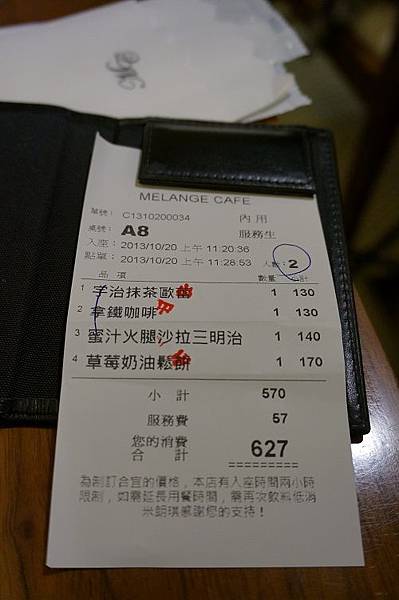 MELANGE CAFE
單號： C1310200034 內用
桌號： A8 服務生
入座：2013/10/20 上午 11:20:36
點單：2013/10/20 上午 11:28:53 人數：2
品 項 數量 小計
1 宇治抹茶歐蕾 1 130
2 拿鐵咖啡 1 130
3 蜜汁火腿沙拉三明治 1 140
4 草莓奶油鬆餅 1 170
小 計 570
服務費 57
您的消費
合 計 627
=========
為制訂合宜的價格，本店有入座時間兩小時
限制，如需延長用餐時間，需再次飲料低消
米朗琪感謝您的支持！